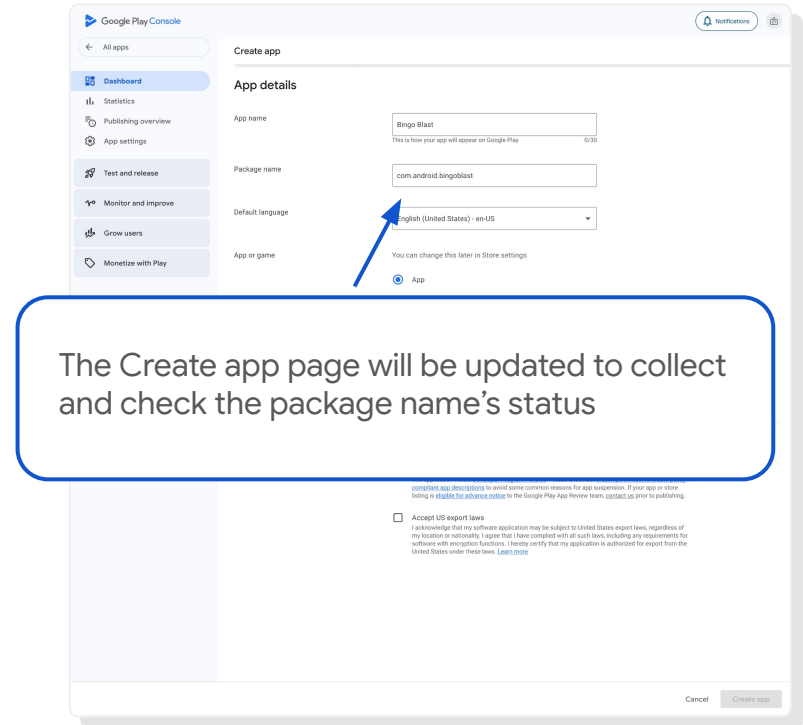 Google Play Console
Notifications
All apps
Create app
Dashboard
Statistics
Publishing overview
App settings
Test and release
Monitor and improve
Grow users
Monetize with Play
App details
App name
Bingo Blast
This is how your app will appear on Google Play 0/30
Package name
com.android.bingoblast
Default language
English (United States) - en-US
App or game
You can change this later in Store settings
App
The Create app page will be updated to collect
and check the package name's status
compliant app descriptions to avoid some common reasons for app suspension. If your app or store
listing is eligible for advance notice to the Google Play App Review team, contact us prior to publishing.
Accept US export laws
I acknowledge that my software application may be subject to United States export laws, regardless of
my location or nationality. I agree that I have complied with all such laws, including any requirements for
software with encryption functions. I hereby certify that my application is authorized for export from the
United States under these laws. Learn more
Cancel
Create app